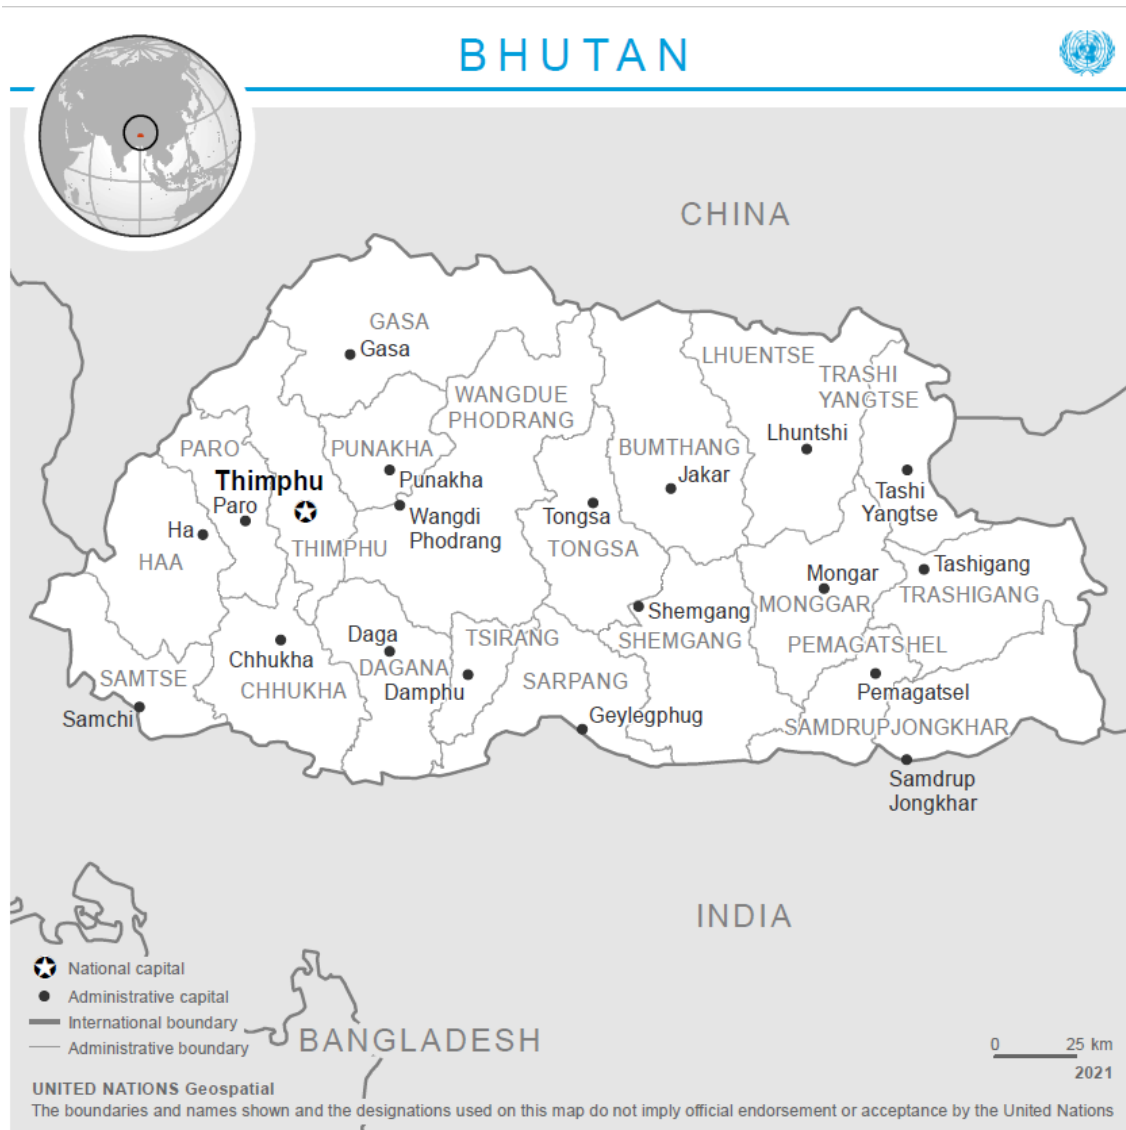 BHUTAN
CHINA
GASA
Gasa
LHUENTSE
TRASHI
YANGTSE
WANGDUE
PHODRANG
PARO
PUNAKHA
BUMTHANG
Lhuntshi
Thimphu
Punakha
Jakar
Paro
Tashi
Yangtse
Wangdi
Phodrang
Tongsa
Ha
THIMPHU
TONGSA
HAA
Tashigang
Mongar
TRASHIGANG
MONGGAR
Shemgang
Daga
TSIRANG
SHEMGANG
PEMAGATSHEL
Chhukha
DAGANA
SAMTSE
CHHUKHA
Damphu
SARPANG
Pemagatsel
Samchi
Geylegphug
SAMDRUPJONGKHAR
Samdrup
Jongkhar
INDIA
National capital
Administrative capital
International boundary
Administrative boundary
BANGLADESH
0 25 km
2021
UNITED NATIONS Geospatial
The boundaries and names shown and the designations used on this map do not imply official endorsement or acceptance by the United Nations